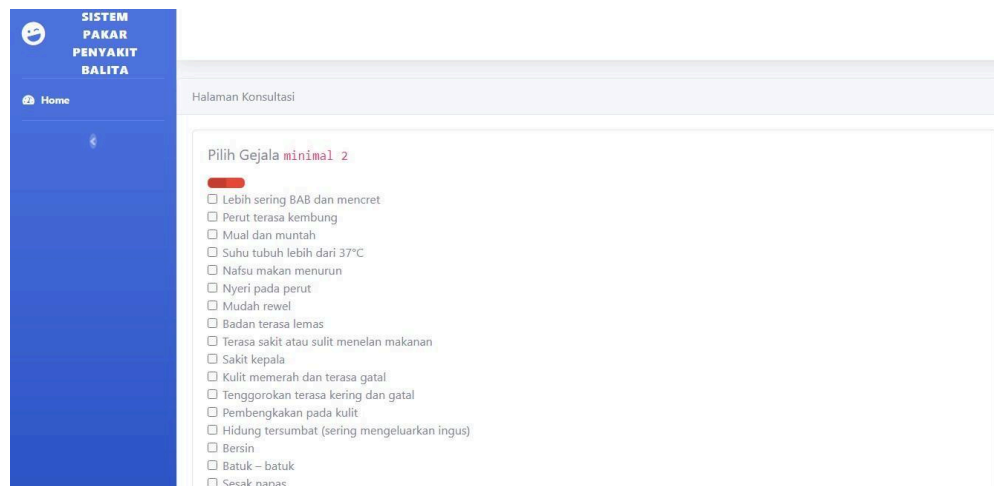 SISTEM
PAKAR
PENYAKIT
BALITA
Home
Halaman Konsultasi
Pilih Gejala minimal 2
Lebih sering BAB dan mencret
Perut terasa kembung
Mual dan muntah
Suhu tubuh lebih dari 37°C
Nafsu makan menurun
Nyeri pada perut
Mudah rewel
Badan terasa lemas
Terasa sakit atau sulit menelan makanan
Sakit kepala
Kulit memerah dan terasa gatal
Tenggorokan terasa kering dan gatal
Pembengkakan pada kulit
Hidung tersumbat (sering mengeluarkan ingus)
Bersin
Batuk – batuk
Sesak napas